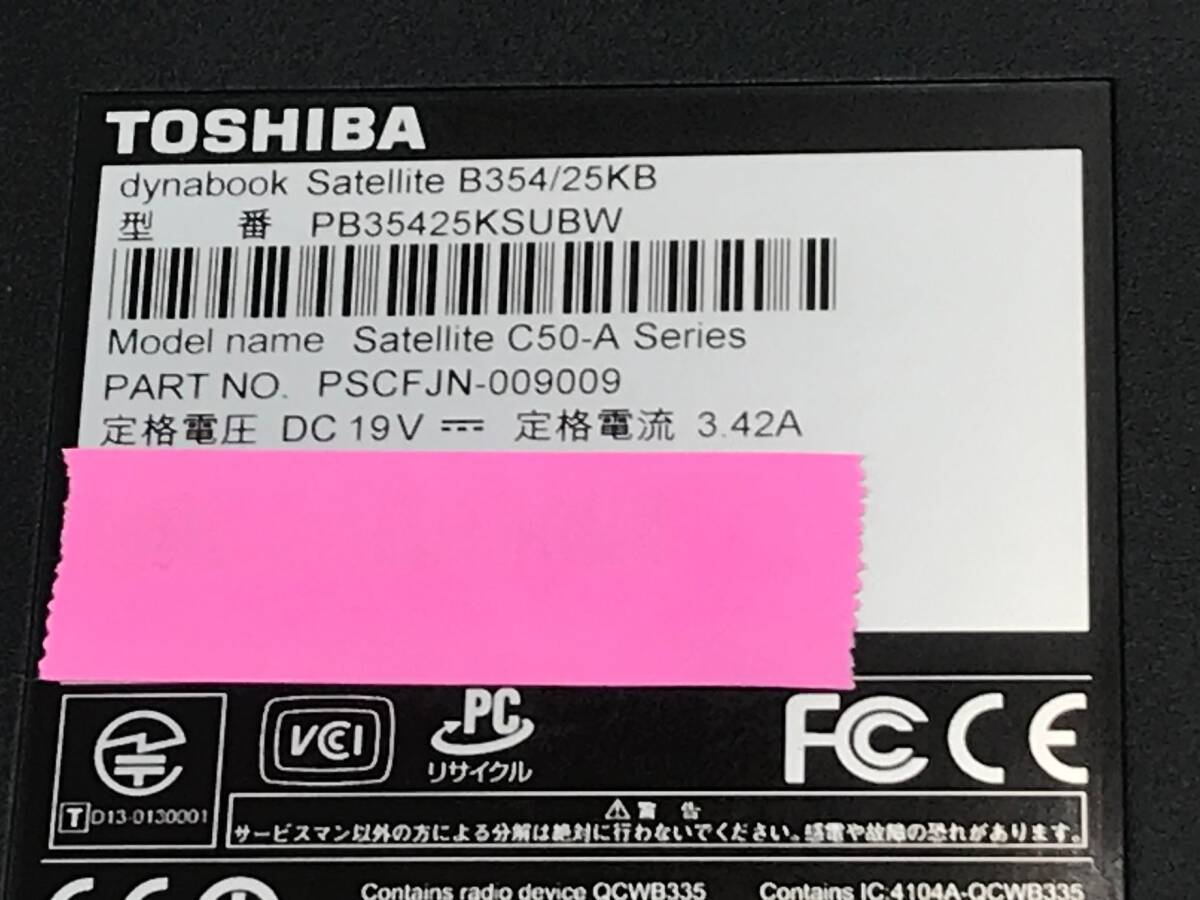 TOSHIBA
dynabook Satellite B354/25KB
型 番 PB35425KSUBW
Model name Satellite C50-A Series
PART NO. PSCFJN-009009
定格電圧 DC 19V ⎓ 定格電流 3.42A
VCCI
PC
リサイクル
FC CE
T D13-0130001
⚠ 警 告
サービスマン以外の方による分解は絶対に行わないでください。感電や故障の恐れがあります。
Contains radio device QCWB335 Contains IC:4104A-QCWB335